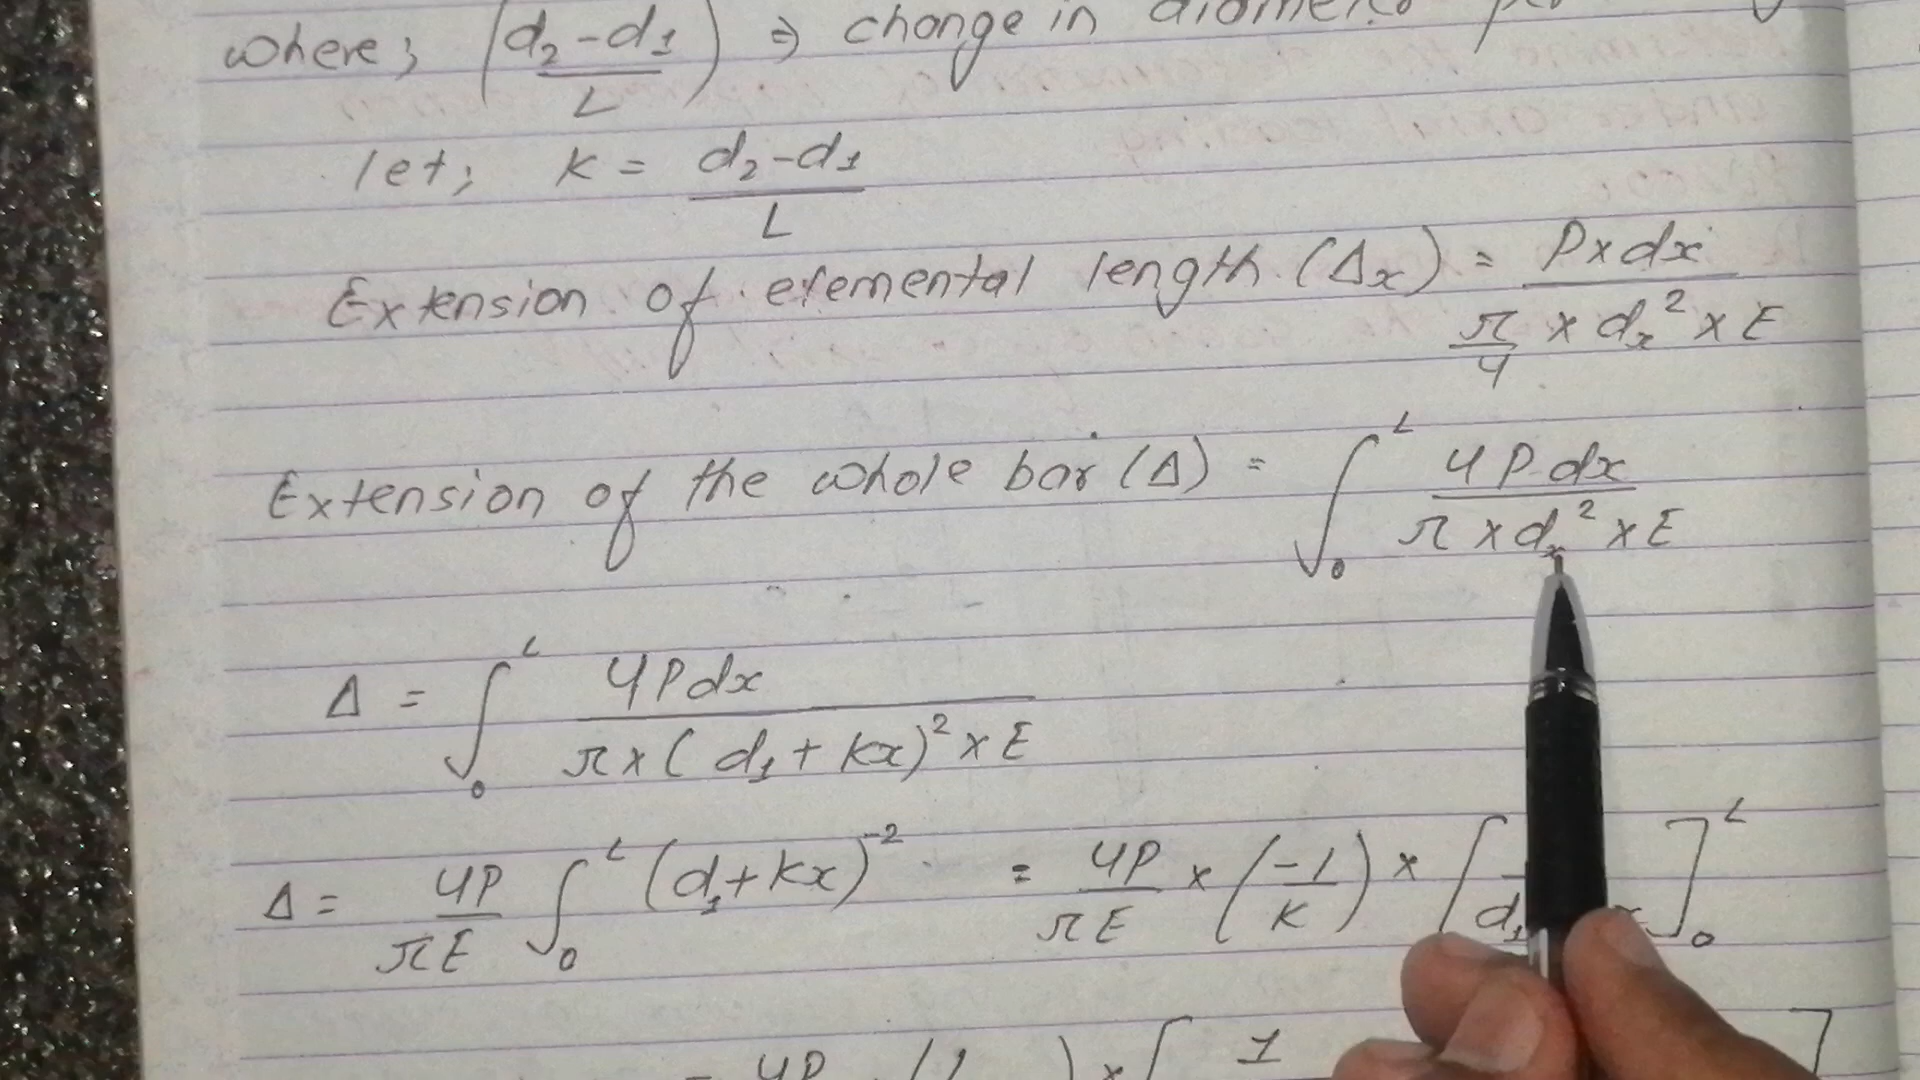 where; (d₂-d₁/L) ⇒ change in
let; k = d₂-d₁/L
Extension of elemental length (Δx) = P×dx/(π/4 × dₓ² × E)
Extension of the whole bar (Δ) = ∫₀ᴸ 4P dx/(π × dₓ² × E)
Δ = ∫₀ᴸ 4P dx/(π × (d₁ + kx)² × E)
Δ = 4P/πE ∫₀ᴸ (d₁+kx)⁻² = 4P/πE × (-1/k) × [ d₁ ]₀ᴸ